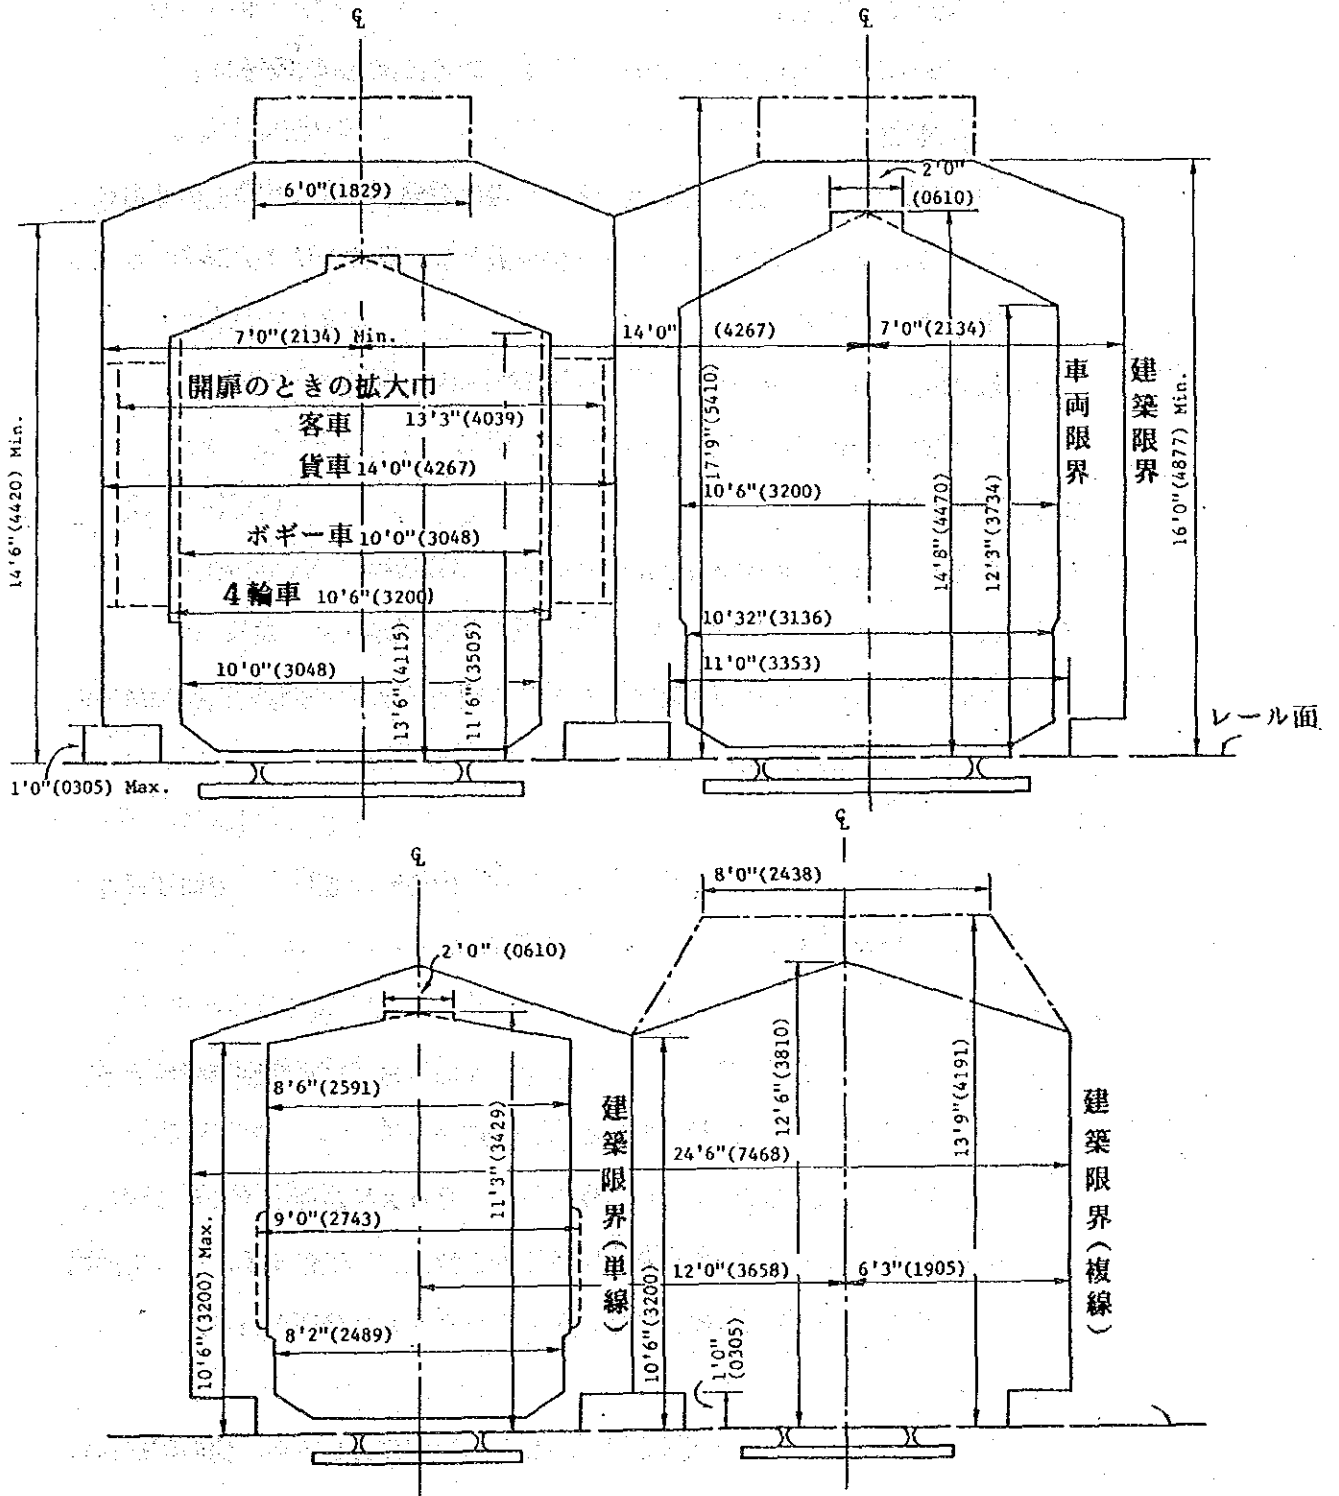 ℄
℄
6'0"(1829)
2'0"
(0610)
7'0"(2134) Min.
14'0" (4267)
7'0"(2134)
開扉のときの拡大巾
13'3"(4039)
客車
貨車 14'0"(4267)
ボギー車 10'0"(3048)
4輪車 10'6"(3200)
10'0"(3048)
14'6"(4420) Min.
13'6"(4115)
11'6"(3505)
1'0"(0305) Max.
17'9"(5410)
10'6"(3200)
14'8"(4470)
12'3"(3734)
車両限界
建築限界
16'0"(4877) Min.
10'32"(3136)
11'0"(3353)
レール面
℄
℄
8'0"(2438)
2'0" (0610)
8'6"(2591)
11'3"(3429)
建築限界(単線)
12'6"(3810)
13'9"(4191)
建築限界(複線)
24'6"(7468)
9'0"(2743)
10'6"(3200) Max.
12'0"(3658)
6'3"(1905)
8'2"(2489)
10'6"(3200)
1'0"
(0305)